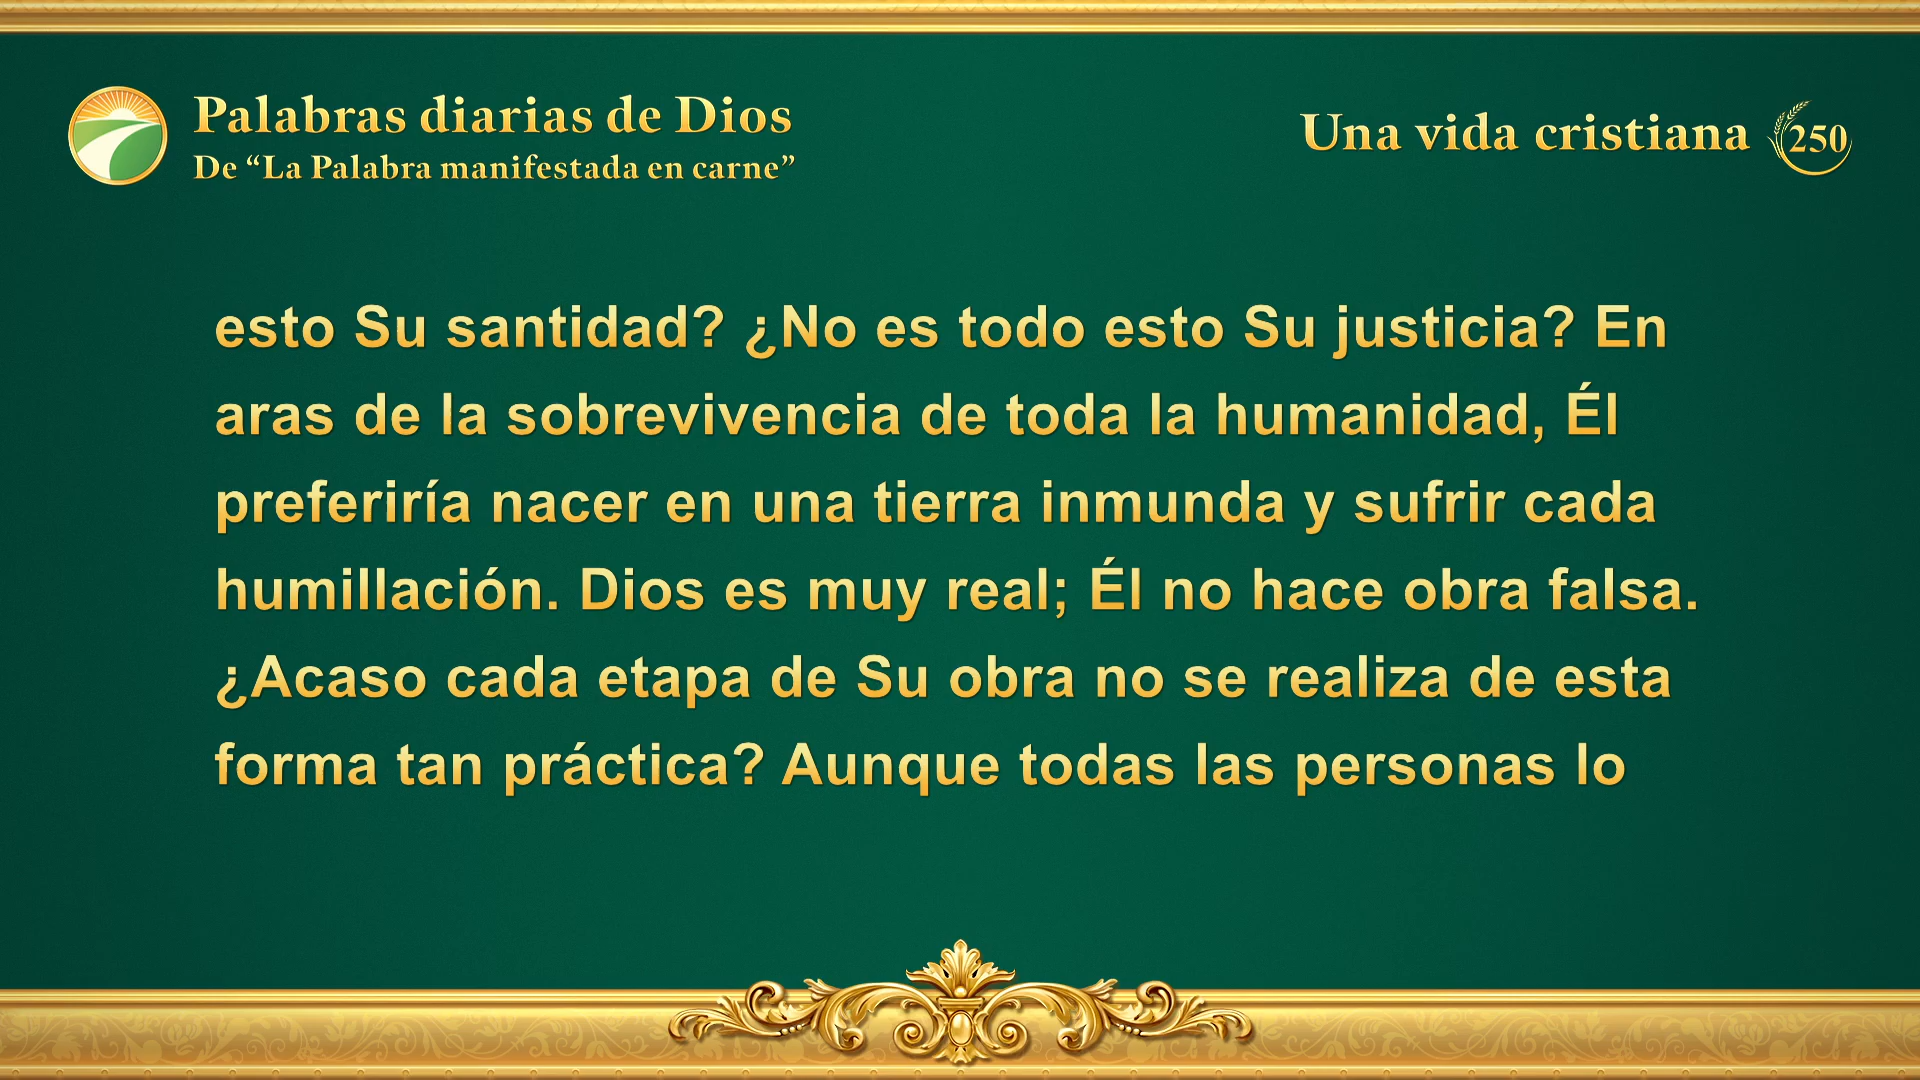 Palabras diarias de Dios
De “La Palabra manifestada en carne”
Una vida cristiana 250
esto Su santidad? ¿No es todo esto Su justicia? En
aras de la sobrevivencia de toda la humanidad, Él
preferiría nacer en una tierra inmunda y sufrir cada
humillación. Dios es muy real; Él no hace obra falsa.
¿Acaso cada etapa de Su obra no se realiza de esta
forma tan práctica? Aunque todas las personas lo